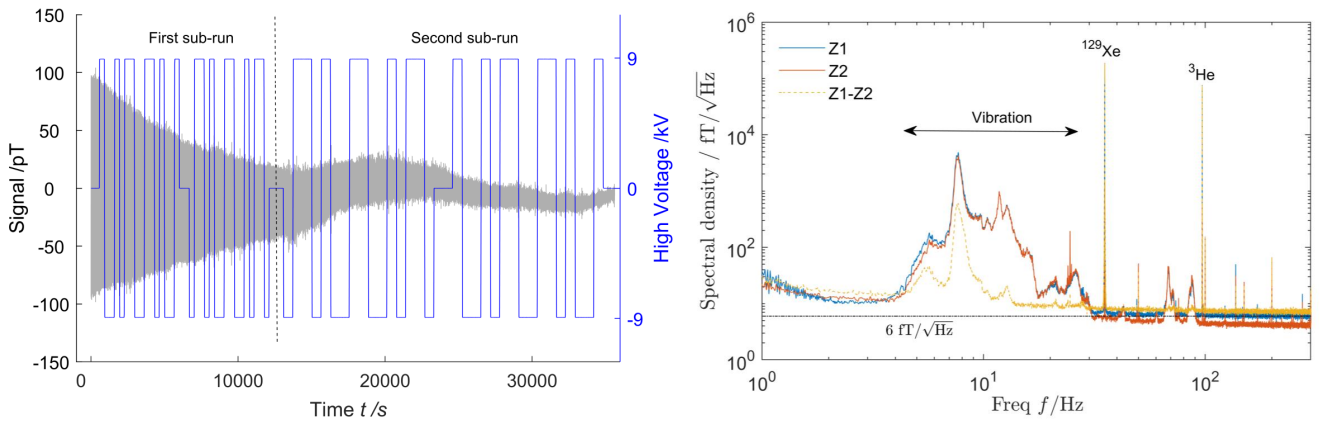 150
100
50
0
-50
-100
-150
Signal /pT
First sub-run
Second sub-run
9
0
-9
High Voltage /kV
0
10000
20000
30000
Time t /s
10^6
10^4
10^2
10^0
Spectral density / fT/√Hz
Z1
Z2
Z1-Z2
Vibration
129Xe
3He
6 fT/√Hz
10^0
10^1
10^2
Freq f/Hz